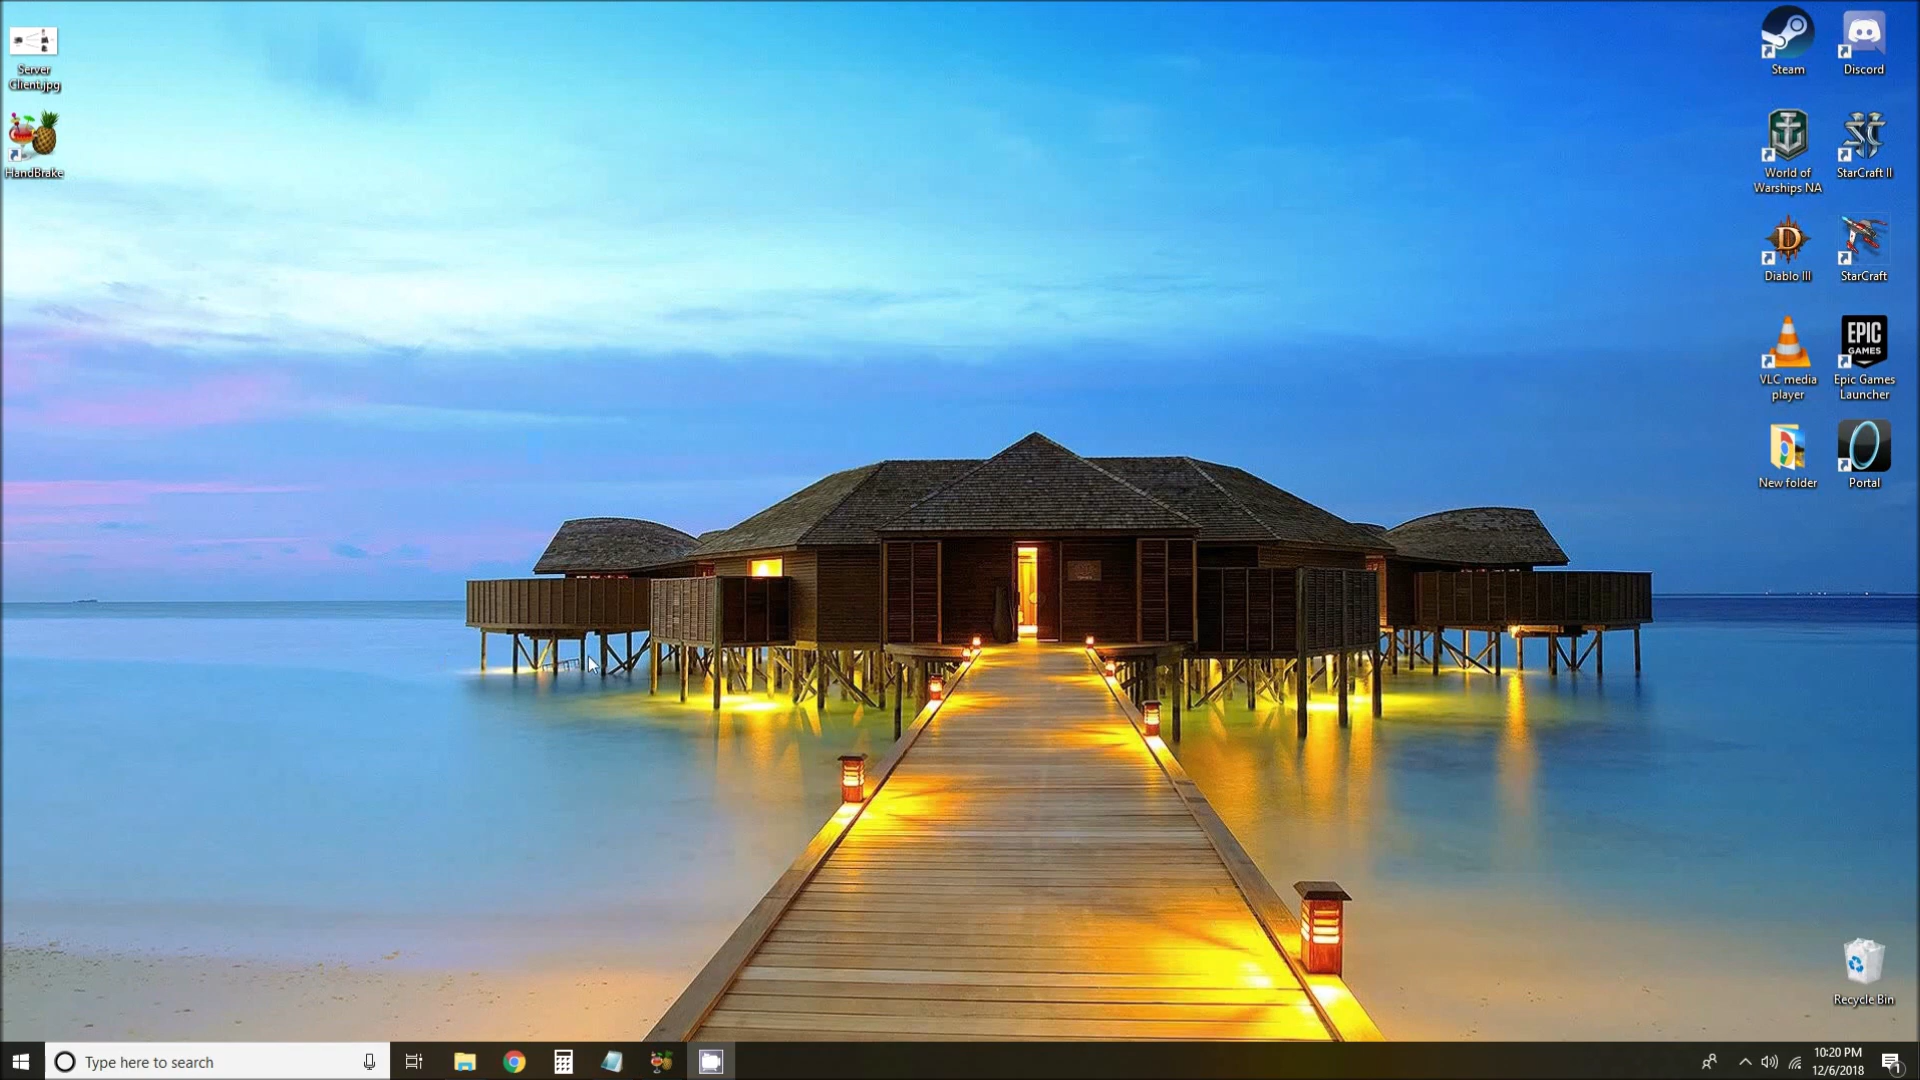 Server
Client.jpg
HandBrake
Steam
Discord
World of
Warships NA
StarCraft II
Diablo III
StarCraft
VLC media
player
EPIC
GAMES
Epic Games
Launcher
New folder
Portal
Recycle Bin
Type here to search
10:20 PM
12/6/2018
1